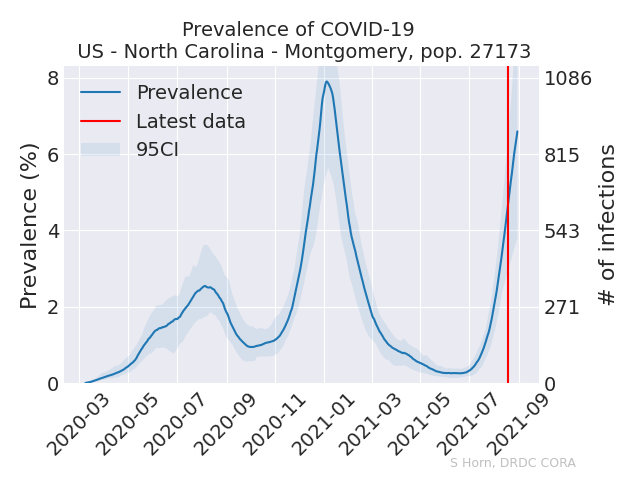 Prevalence of COVID-19
US - North Carolina - Montgomery, pop. 27173
Prevalence
Latest data
95CI
Prevalence (%)
8
6
4
2
0
1086
815
543
271
0
# of infections
2020-03
2020-05
2020-07
2020-09
2020-11
2021-01
2021-03
2021-05
2021-07
2021-09
S Horn, DRDC CORA